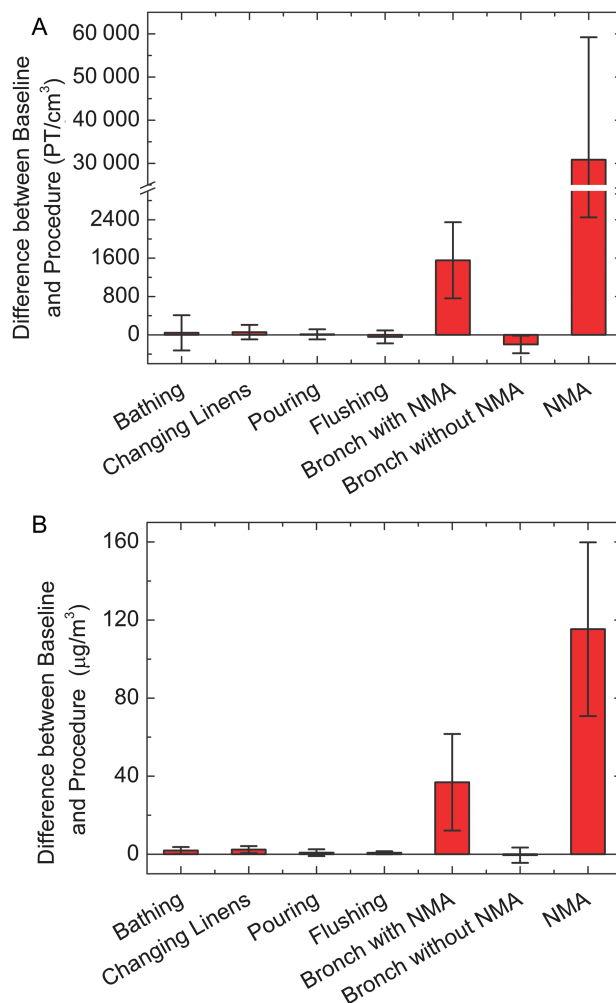 A
60 000
50 000
40 000
30 000
2400
1600
800
0
Difference between Baseline
and Procedure (PT/cm³)
Bathing
Changing Linens
Pouring
Flushing
Bronch with NMA
Bronch without NMA
NMA
B
160
120
80
40
0
Difference between Baseline
and Procedure (µg/m³)
Bathing
Changing Linens
Pouring
Flushing
Bronch with NMA
Bronch without NMA
NMA